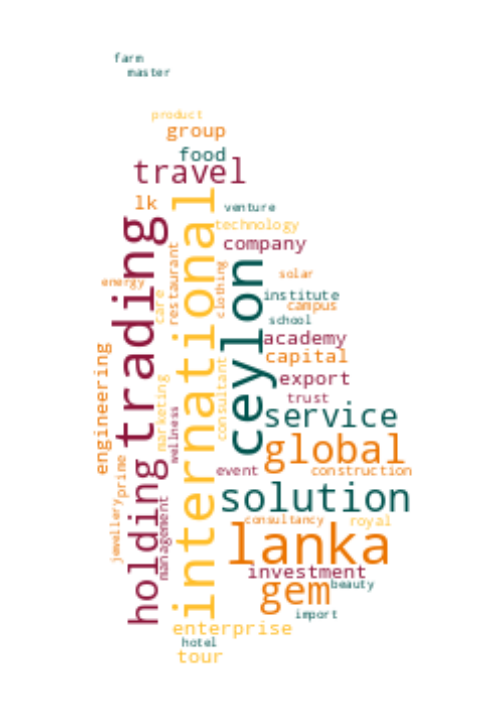 farm
master
product
group
food
travel
lk
venture
technology
company
trading
international
restaurant
care
energy
clothing
ceylon
solar
institute
campus
school
academy
capital
engineering
marketing
consultant
export
trust
wellness
service
global
prime
holding
event
construction
jewellery
management
solution
consultancy
royal
lanka
investment
gem
beauty
import
enterprise
hotel
tour